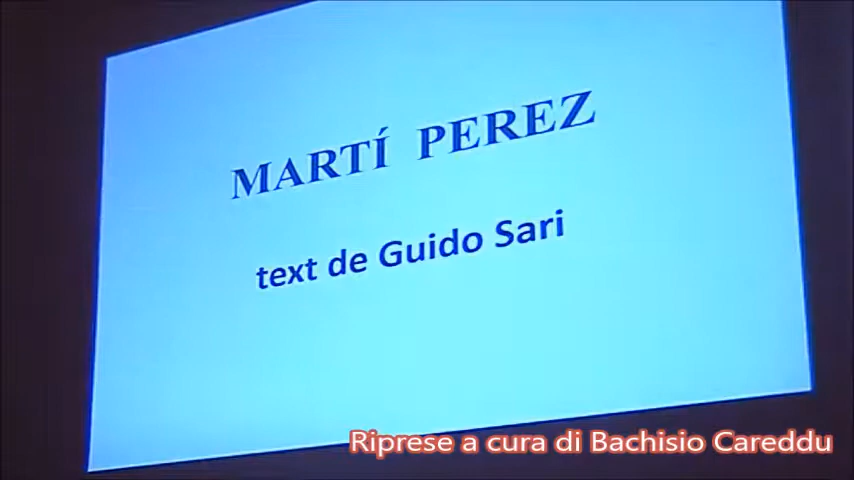 MARTÍ PEREZ
text de Guido Sari
Riprese a cura di Bachisio Careddu